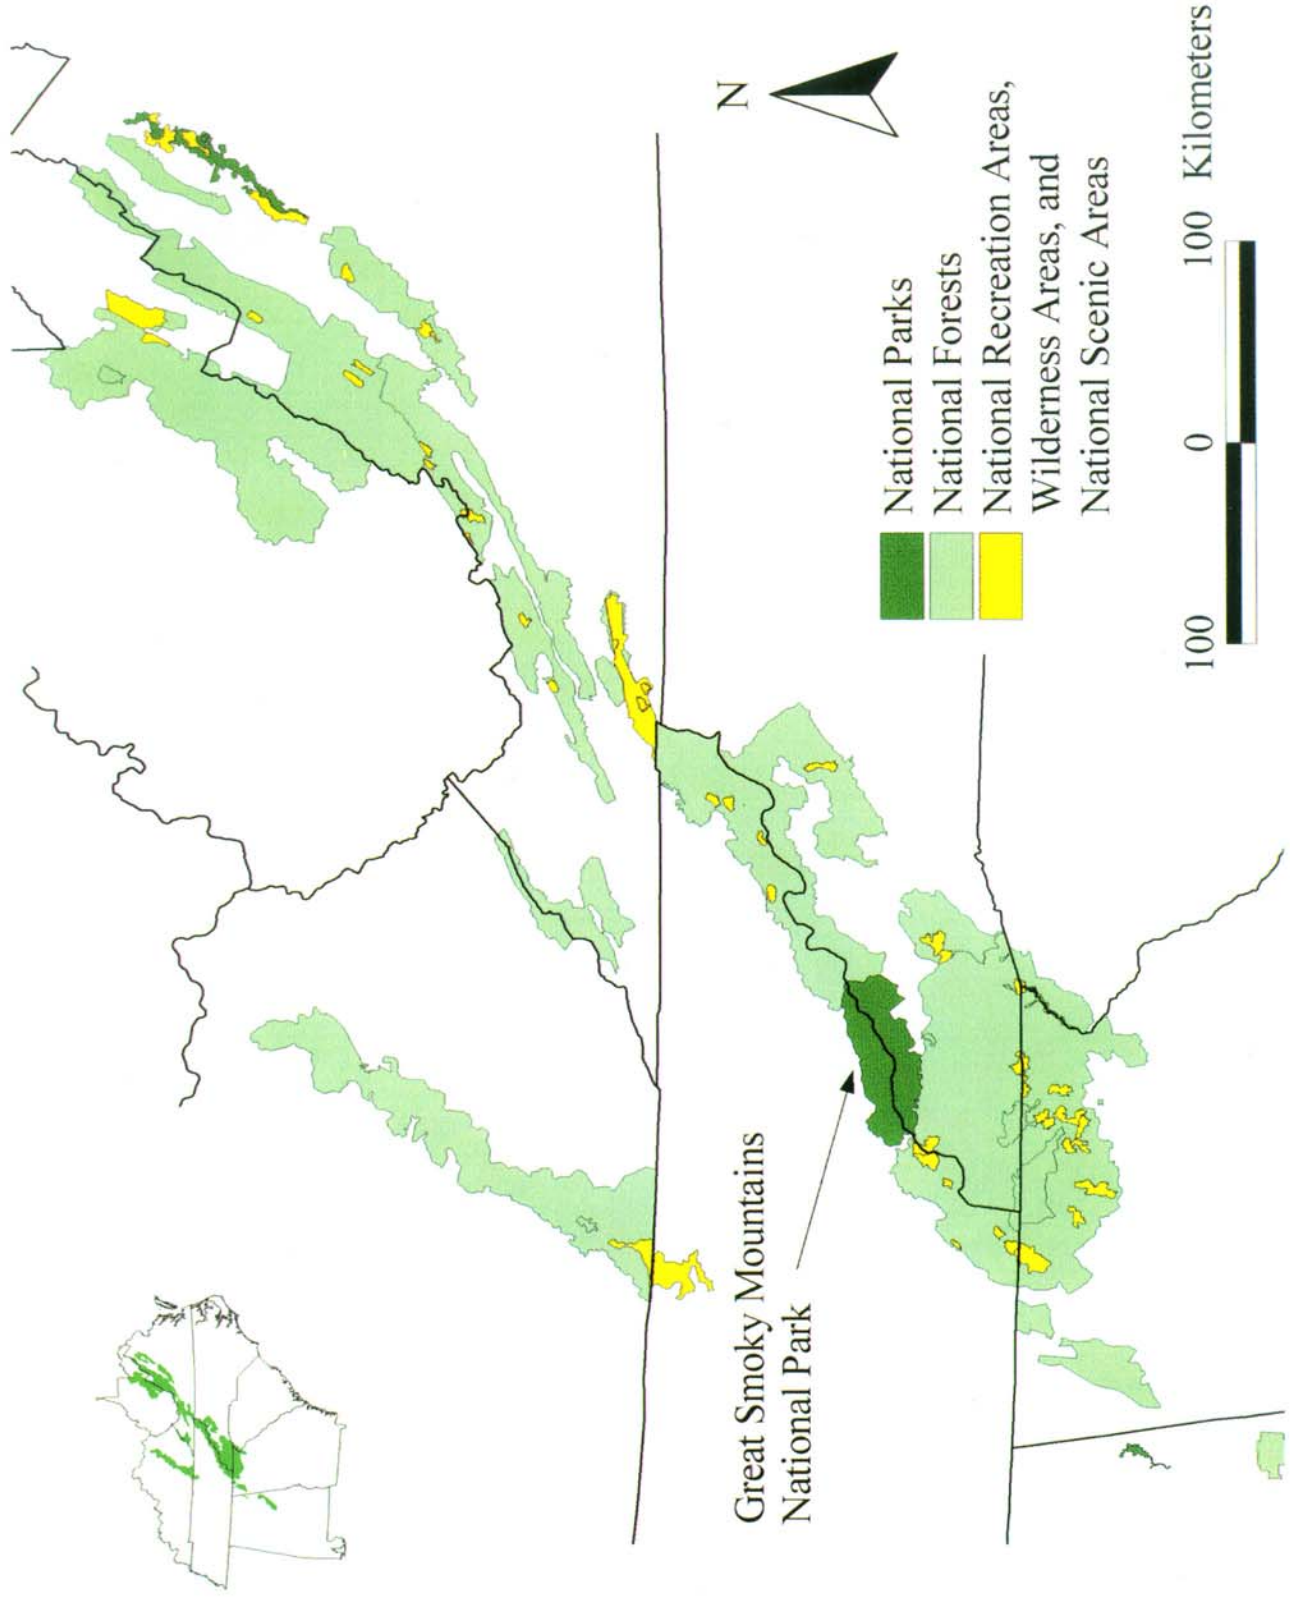 N
Great Smoky Mountains
National Park
National Parks
National Forests
National Recreation Areas,
Wilderness Areas, and
National Scenic Areas
100 0 100 Kilometers